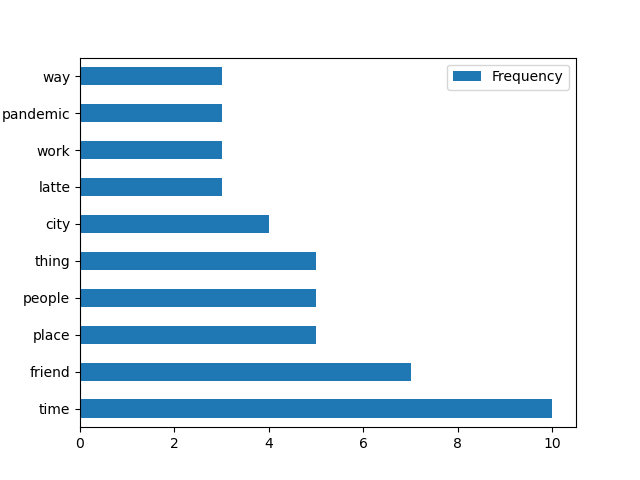 Frequency
way
pandemic
work
latte
city
thing
people
place
friend
time
0 2 4 6 8 10